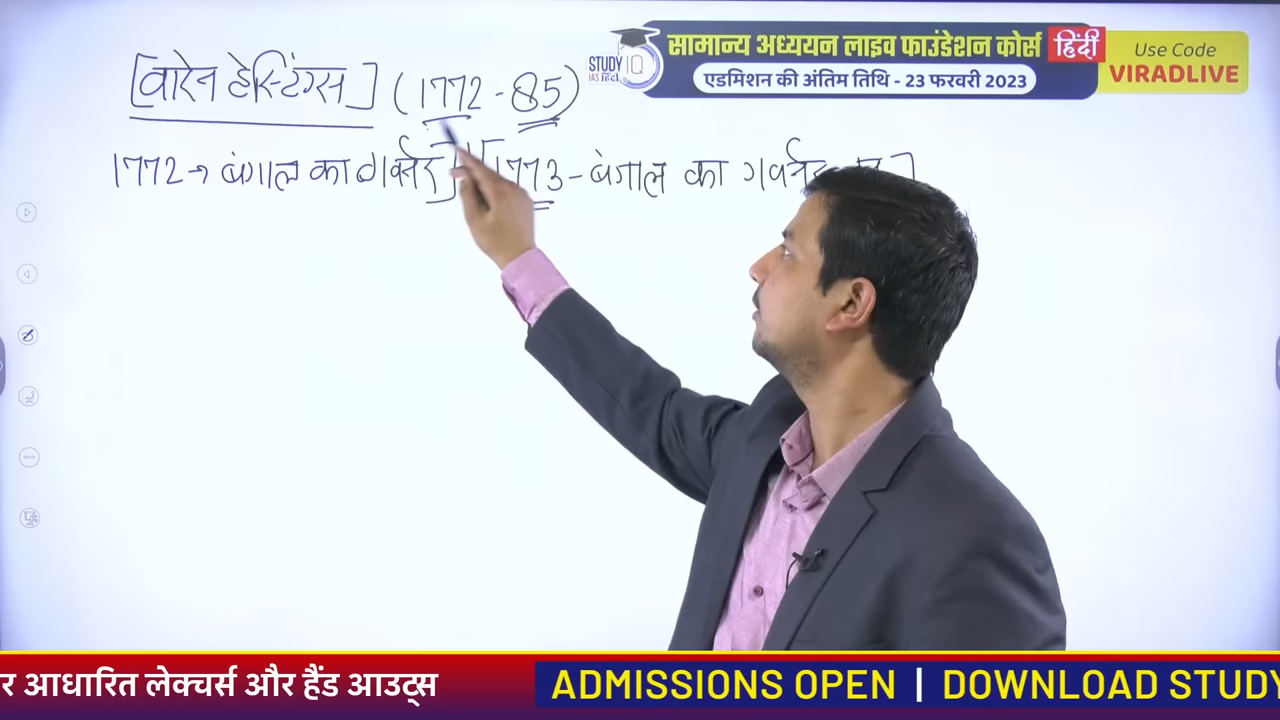 [वारेन हेस्टिंग्स] (1772-85)
1772→ बंगाल का गवर्नर] [1773-बंगाल का गवर्नर ]
STUDY IQ
IAS हिंदी
सामान्य अध्ययन लाइव फाउंडेशन कोर्स हिंदी
एडमिशन की अंतिम तिथि - 23 फरवरी 2023
Use Code
VIRADLIVE
र आधारित लेक्चर्स और हैंड आउट्स
ADMISSIONS OPEN | DOWNLOAD STUDY